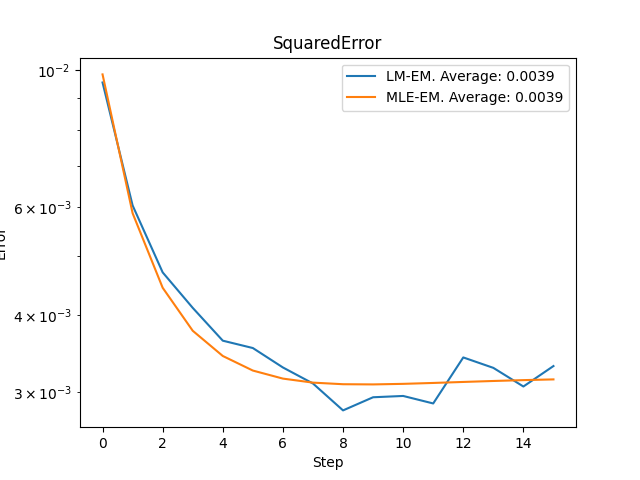 SquaredError
LM-EM. Average: 0.0039
MLE-EM. Average: 0.0039
10⁻²
6 × 10⁻³
4 × 10⁻³
3 × 10⁻³
Error
0 2 4 6 8 10 12 14
Step